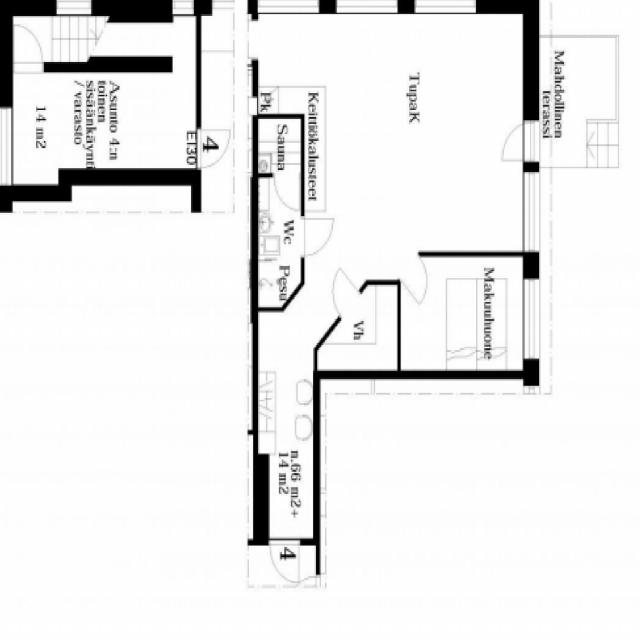 Asunto 4:n
toinen
sisäänkäynti
/ varasto
14 m2
EI30
4
Pk
Keittiökalusteet
TupaK
Mahdollinen
terassi
Sauna
Wc
Pesu
Vh
Makuuhuone
n.66 m2+
14 m2
4